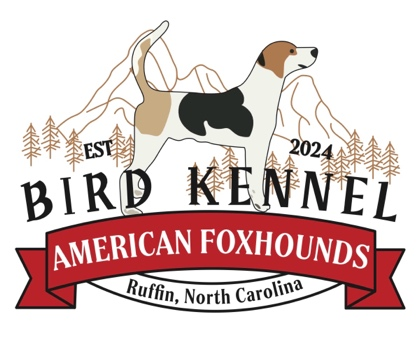 EST 2024
BIRD KENNEL
AMERICAN FOXHOUNDS
Ruffin, North Carolina